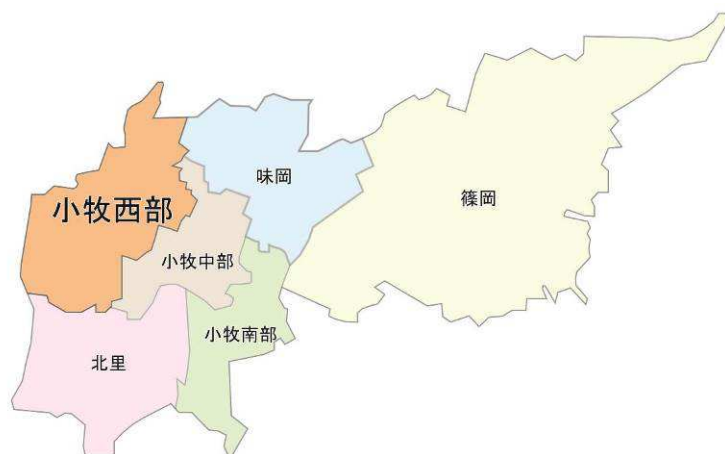 味岡
篠岡
小牧西部
小牧中部
小牧南部
北里